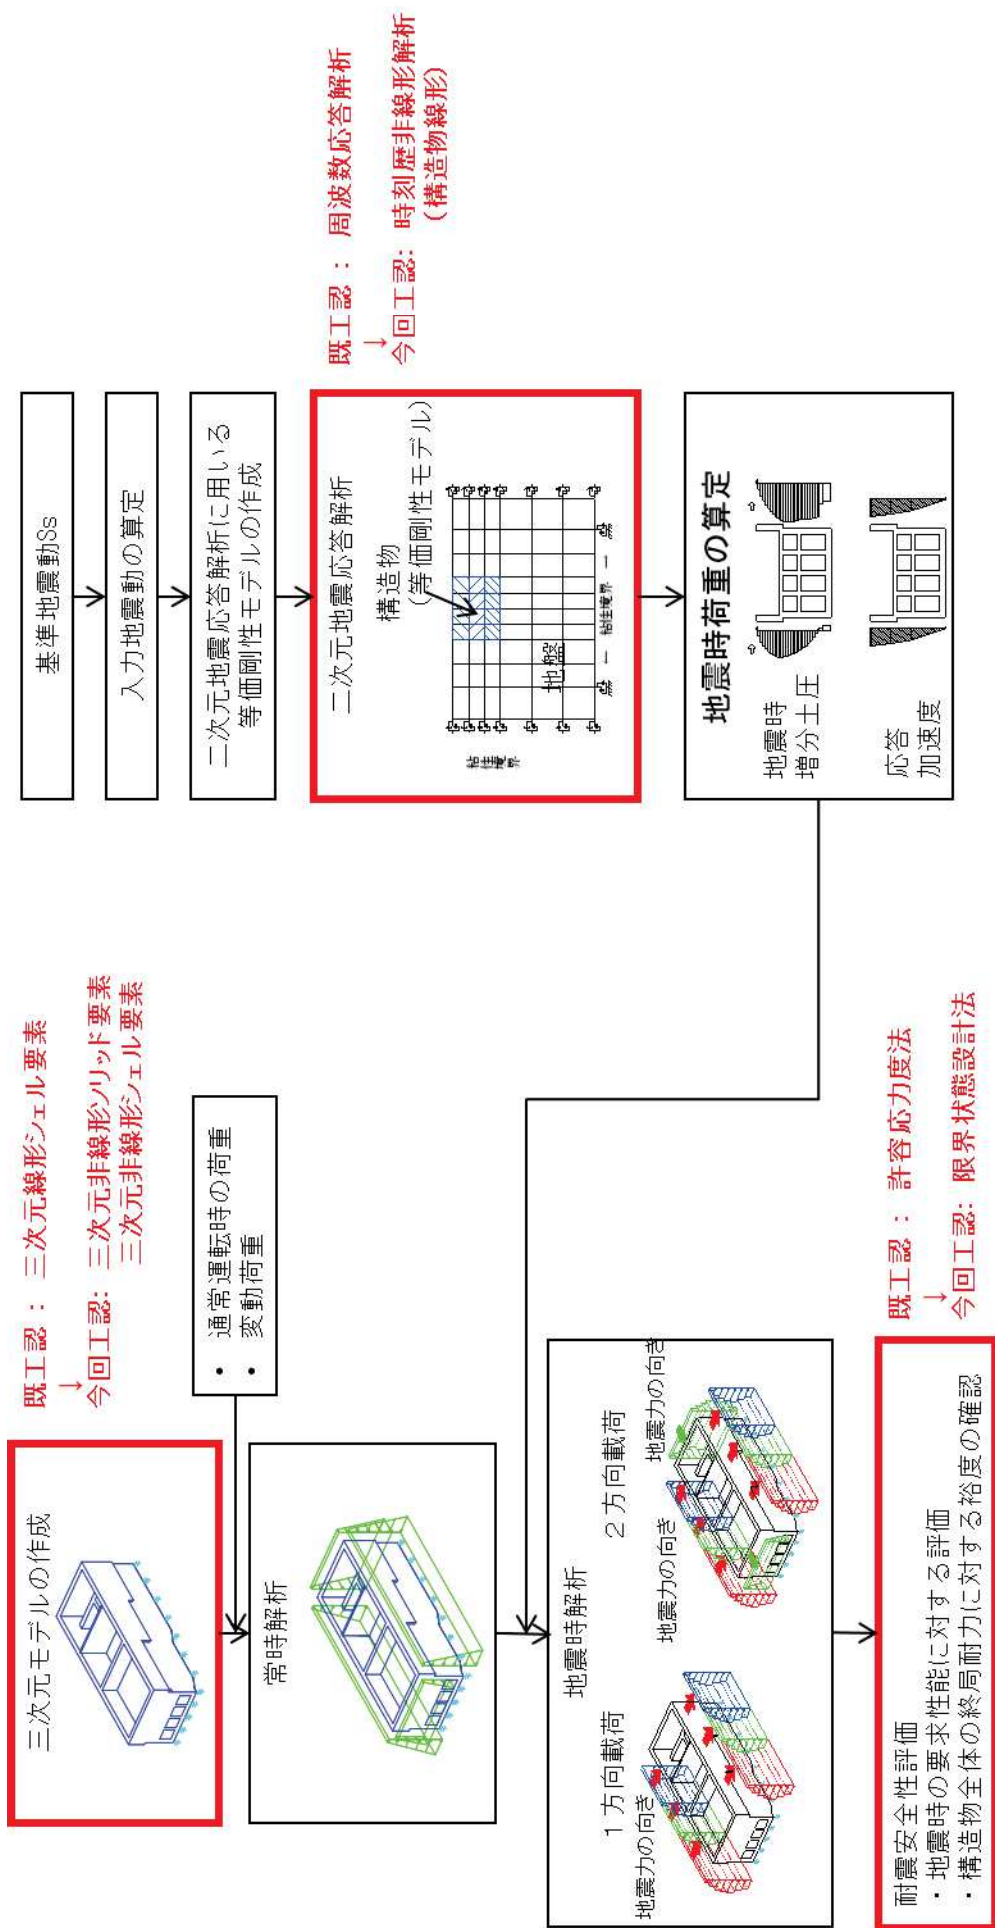 三次元モデルの作成
既工認 : 三次元線形シェル要素
↓
今回工認: 三次元非線形ソリッド要素
三次元非線形シェル要素
・ 通常運転時の荷重
・ 変動荷重
常時解析
地震時解析
1方向載荷
2方向載荷
地震力の向き
地震力の向き
地震力の向き
耐震安全性評価
・地震時の要求性能に対する評価
・構造物全体の終局耐力に対する裕度の確認
既工認 : 許容応力度法
↓
今回工認: 限界状態設計法
基準地震動Ss
入力地震動の算定
二次元地震応答解析に用いる
等価剛性モデルの作成
二次元地震応答解析
構造物
(等価剛性モデル)
地盤
粘性境界
← 粘性境界 →
既工認 : 周波数応答解析
↓
今回工認: 時刻歴非線形解析
(構造物線形)
地震時荷重の算定
地震時
増分土圧
応答
加速度